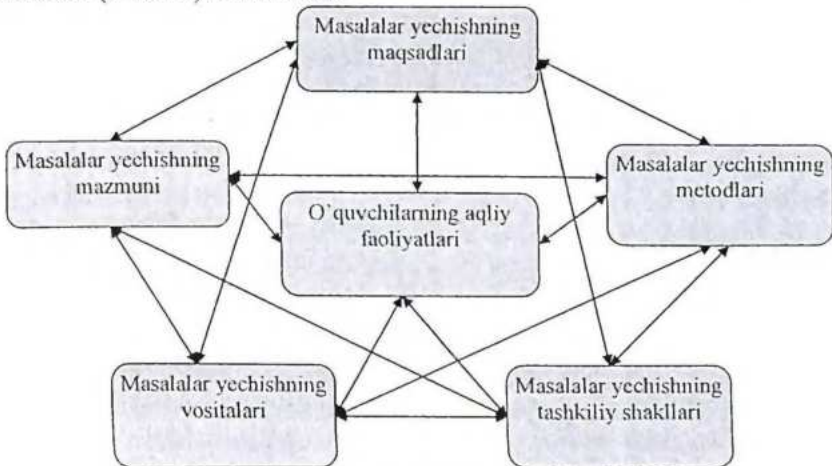 Masalalar yechishning
maqsadlari
Masalalar yechishning
mazmuni
Masalalar yechishning
metodlari
O`quvchilarning aqliy
faoliyatlari
Masalalar yechishning
vositalari
Masalalar yechishning
tashkiliy shakllari